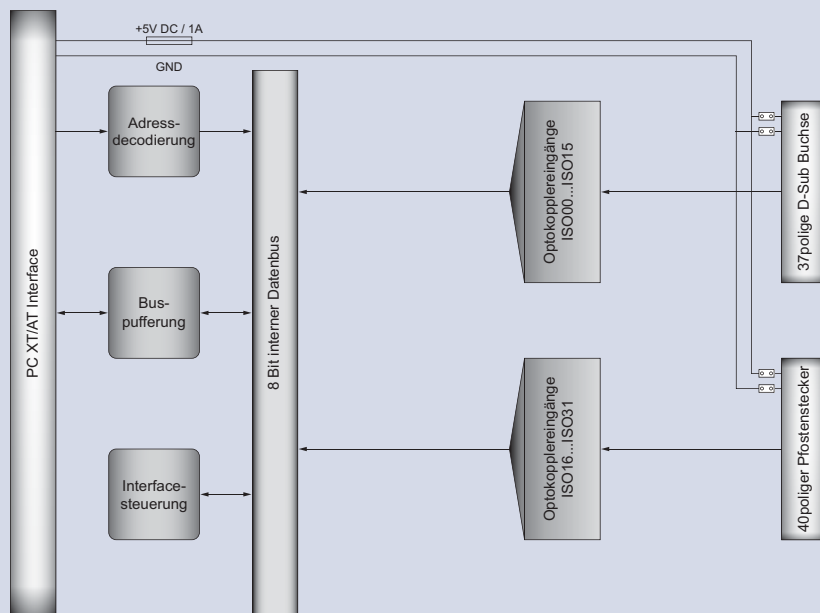 +5V DC / 1A
GND
Adress-
decodierung
Bus-
pufferung
Interface-
steuerung
PC XT/AT Interface
8 Bit interner Datenbus
Optokopplereingänge
ISO00...ISO15
Optokopplereingänge
ISO16...ISO31
37polige D-Sub Buchse
40poliger Pfostenstecker